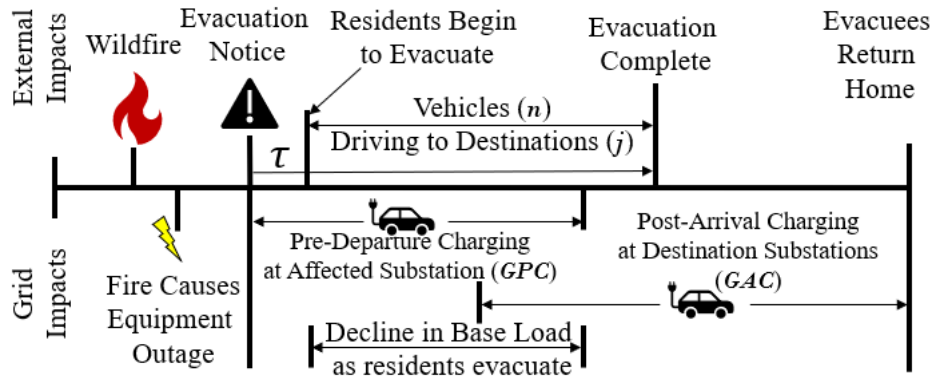 External
Impacts
Wildfire
Evacuation
Notice
Residents Begin
to Evacuate
Evacuation
Complete
Evacuees
Return
Home
Vehicles (n)
Driving to Destinations (j)
τ
Grid
Impacts
Fire Causes
Equipment
Outage
Pre-Departure Charging
at Affected Substation (GPC)
Post-Arrival Charging
at Destination Substations
(GAC)
Decline in Base Load
as residents evacuate